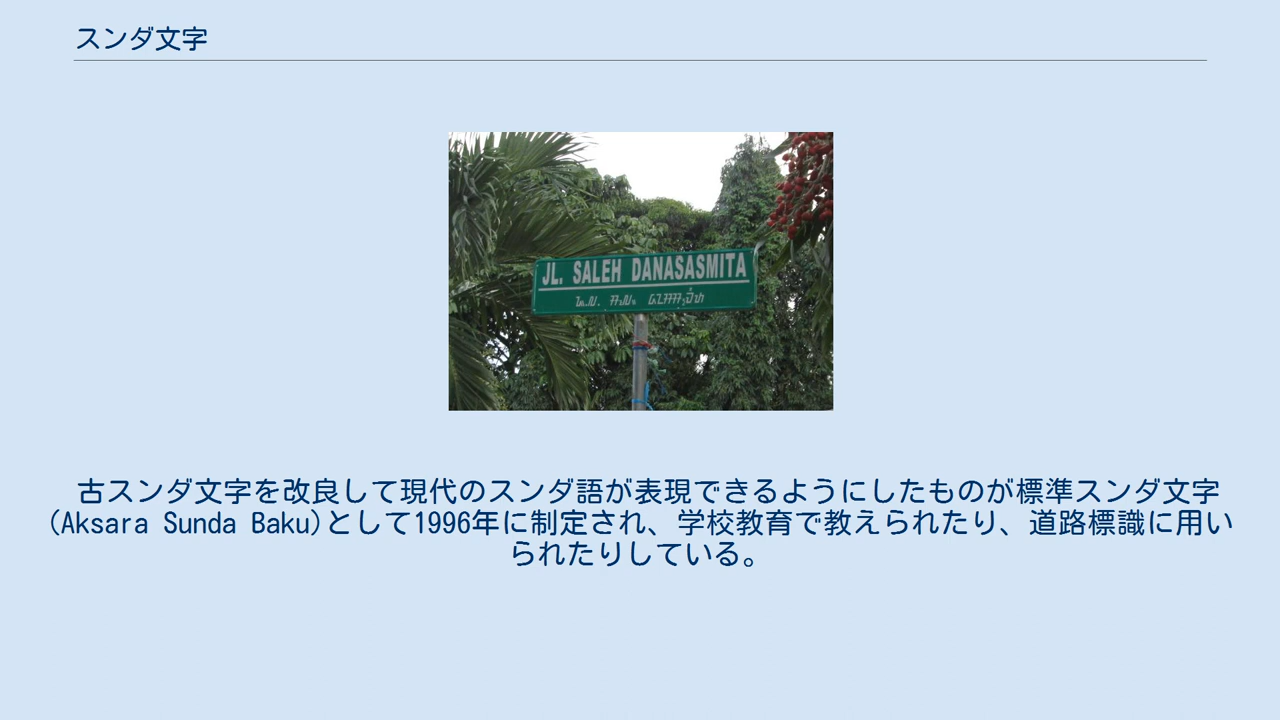 スンダ文字
JL. SALEH DANASASMITA
古スンダ文字を改良して現代のスンダ語が表現できるようにしたものが標準スンダ文字
(Aksara Sunda Baku)として1996年に制定され、学校教育で教えられたり、道路標識に用い
られたりしている。